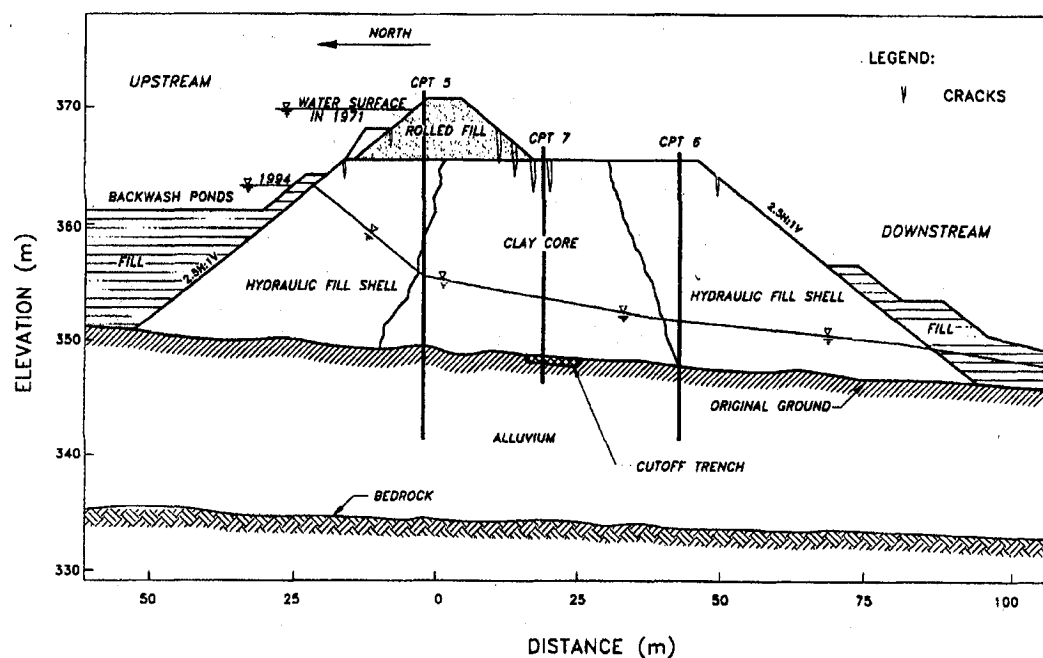 NORTH
LEGEND:
CRACKS
UPSTREAM
CPT 5
370
WATER SURFACE
IN 1971
ROLLED FILL
CPT 7
CPT 6
1994
BACKWASH PONDS
360
2.5H:1V
DOWNSTREAM
CLAY CORE
FILL
2.5H:1V
HYDRAULIC FILL SHELL
HYDRAULIC FILL SHELL
FILL
350
ELEVATION (m)
ORIGINAL GROUND
340
ALLUVIUM
CUTOFF TRENCH
BEDROCK
330
50 25 0 25 50 75 100
DISTANCE (m)